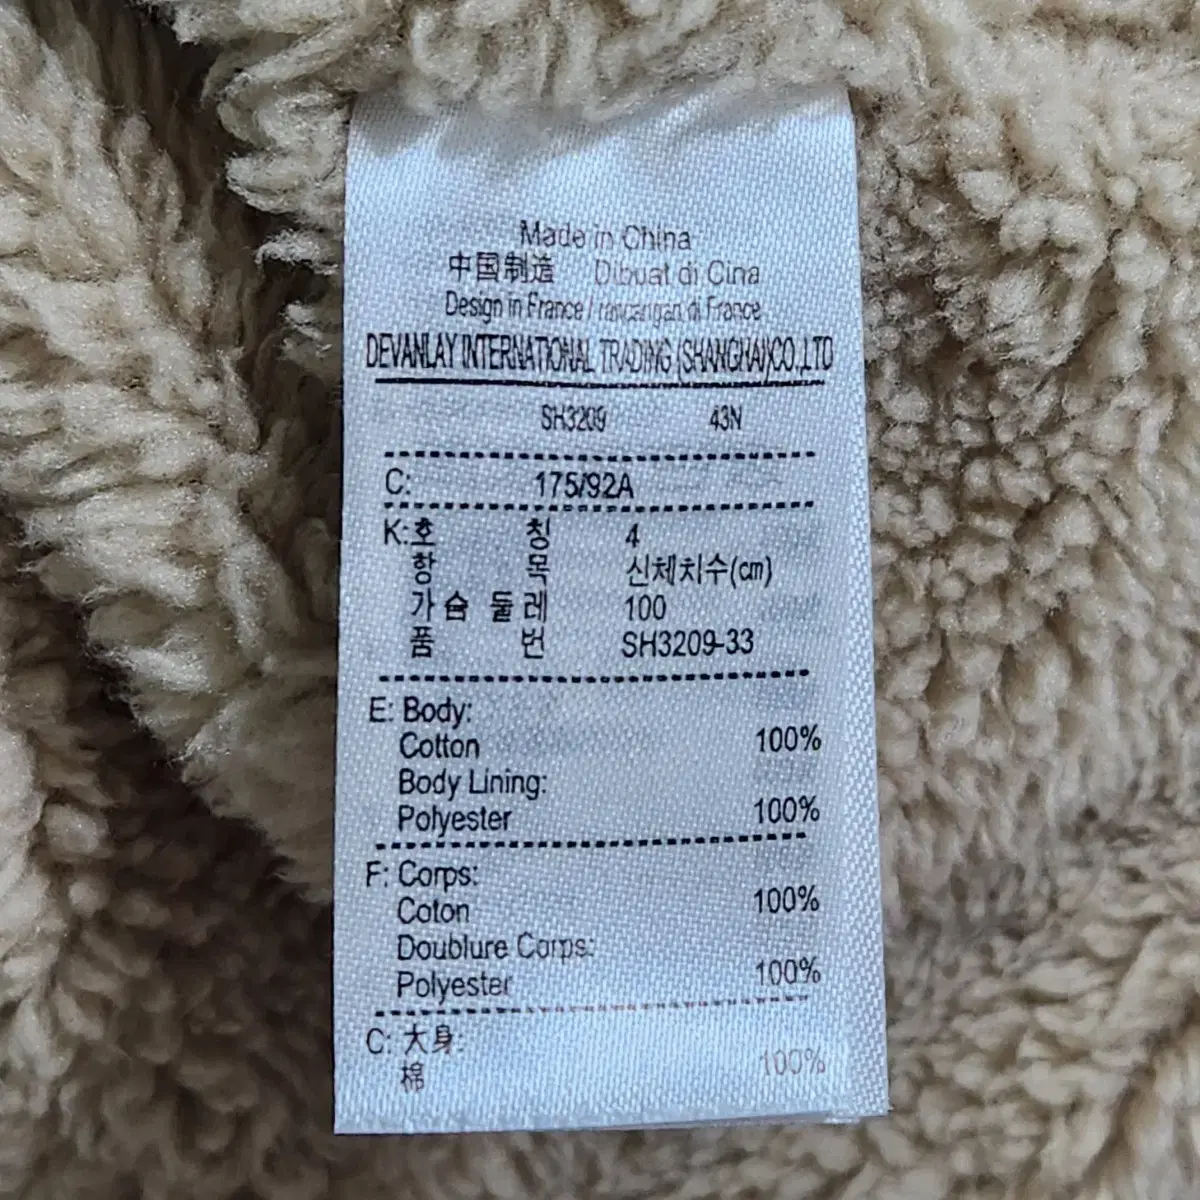 Made in China
中国制造 Dibuat di Cina
Design in France / rancangan di France
DEVANLAY INTERNATIONAL TRADING (SHANGHAI)CO.,LTD
SH3209 43N
C: 175/92A
K:호 칭 4
항 목 신체치수(cm)
가슴 둘레 100
품 번 SH3209-33
E: Body:
Cotton 100%
Body Lining:
Polyester 100%
F: Corps:
Coton 100%
Doublure Corps:
Polyester 100%
C: 大身:
棉 100%